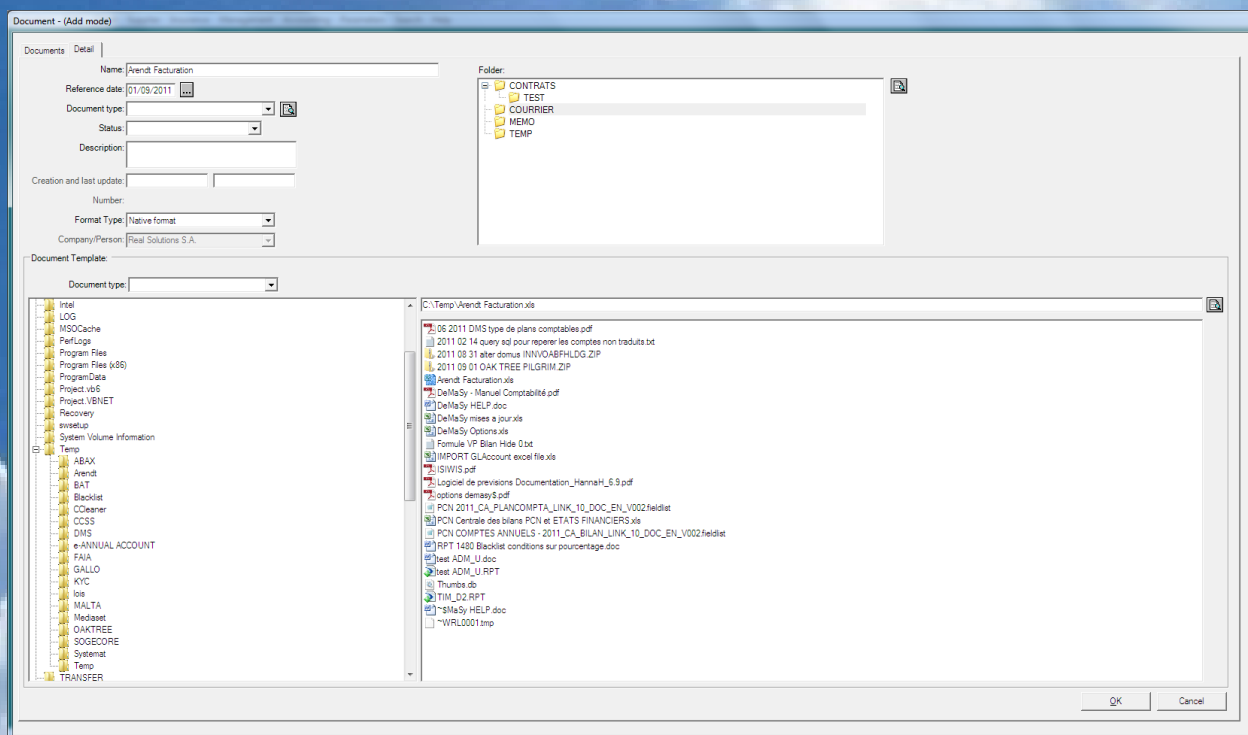 Document - (Add mode)
Documents Detail
Name: Arendt Facturation
Reference date: 01/09/2011 ...
Document type:
Status:
Description:
Creation and last update:
Number:
Format Type: Native format
Company/Person: Real Solutions S.A.
Folder:
CONTRATS
TEST
COURRIER
MEMO
TEMP
Document Template:
Document type:
Intel
LOG
MSOCache
PerfLogs
Program Files
Program Files (x86)
ProgramData
Project.vb6
Project.VBNET
Recovery
swsetup
System Volume Information
Temp
ABAX
Arendt
BAT
Blacklist
CCleaner
CCSS
DMS
e-ANNUAL ACCOUNT
FAIA
GALLO
KYC
lois
MALTA
Mediaset
OAKTREE
SOGECORE
Systemat
Temp
TRANSFER
C:\Temp\Arendt Facturation.xls
06 2011 DMS type de plans comptables.pdf
2011 02 14 query sql pour reperer les comptes non traduits.txt
2011 08 31 alter domus INNVOABFHLDG.ZIP
2011 09 01 OAK TREE PILGRIM.ZIP
Arendt Facturation.xls
DeMaSy - Manuel Comptabilité.pdf
DeMaSy HELP.doc
DeMaSy mises a jour.xls
DeMaSy Options.xls
Formule VP Bilan Hide 0.txt
IMPORT GLAccount excel file.xls
ISIWIS.pdf
Logiciel de previsions Documentation_HannaH_6.9.pdf
options demasy$.pdf
PCN 2011_CA_PLANCOMPTA_LINK_10_DOC_EN_V002.fieldlist
PCN Centrale des bilans PCN et ETATS FINANCIERS.xls
PCN COMPTES ANNUELS - 2011_CA_BILAN_LINK_10_DOC_EN_V002.fieldlist
RPT 1480 Blacklist conditions sur pourcentage.doc
test ADM_U.doc
test ADM_U.RPT
Thumbs.db
TIM_D2.RPT
~$MaSy HELP.doc
~WRL0001.tmp
OK Cancel